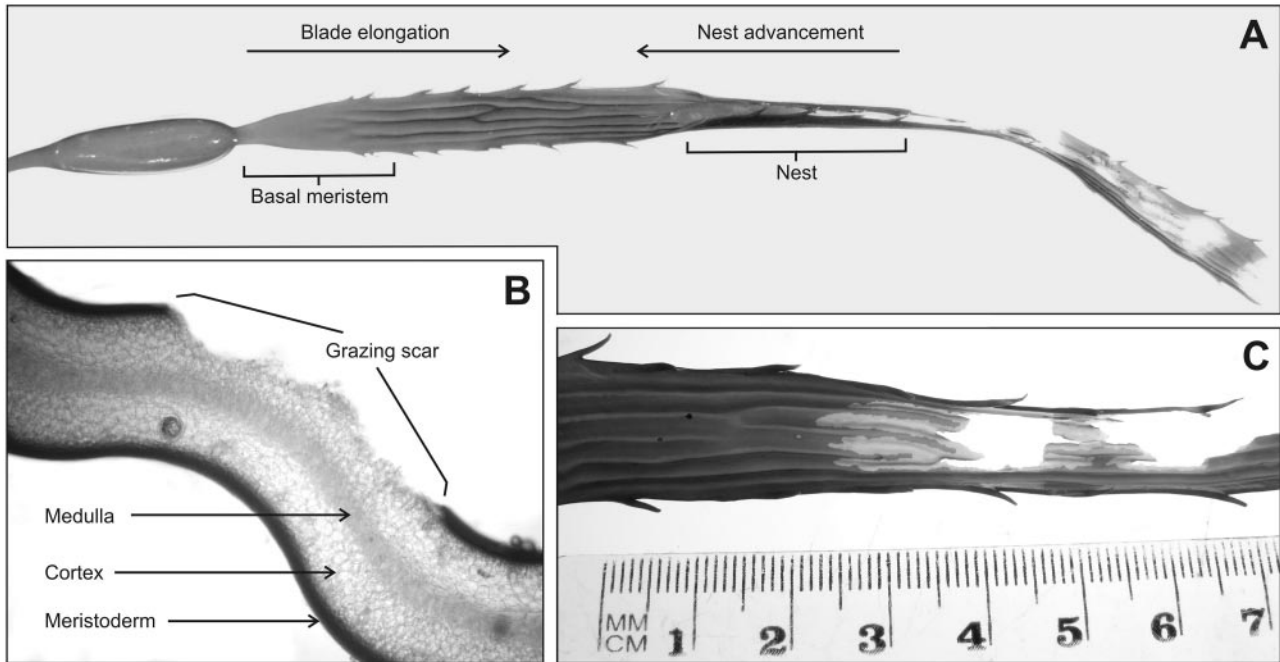 Blade elongation
Nest advancement
A
Basal meristem
Nest
B
Grazing scar
Medulla
Cortex
Meristoderm
C
MM
CM
1 2 3 4 5 6 7